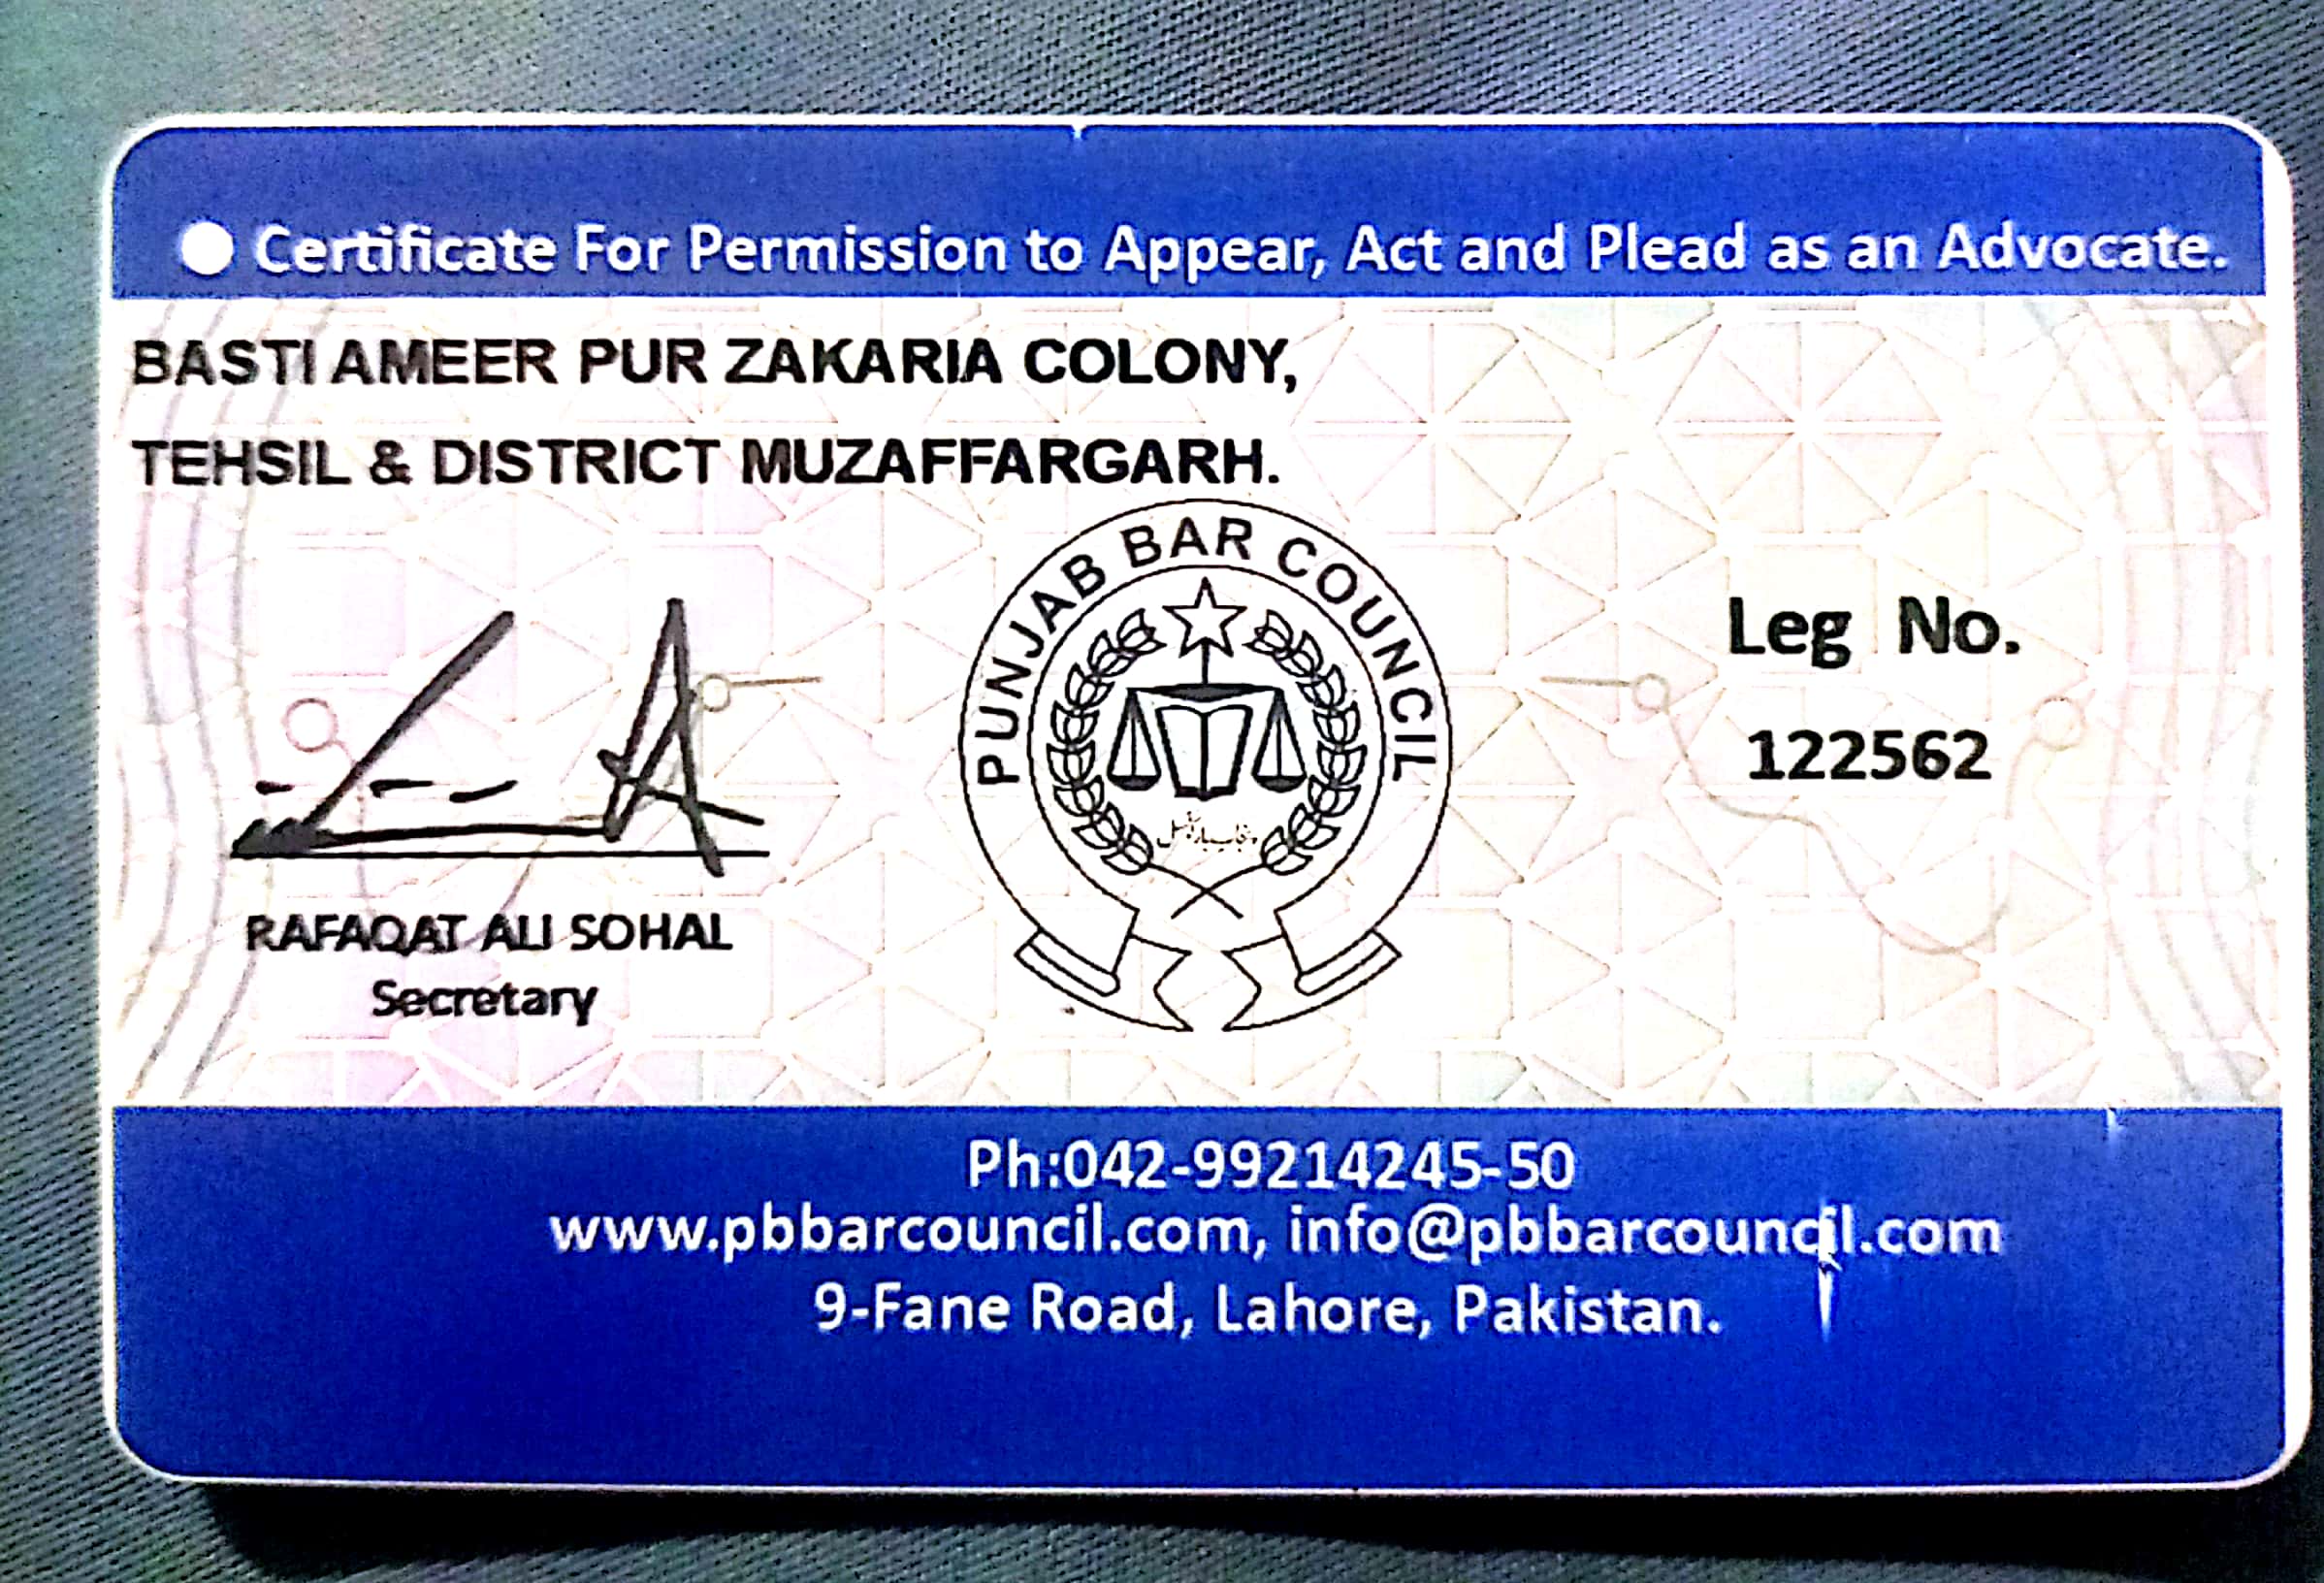 Certificate For Permission to Appear, Act and Plead as an Advocate.
BASTI AMEER PUR ZAKARIA COLONY,
TEHSIL & DISTRICT MUZAFFARGARH.
PUNJAB BAR COUNCIL
پنجاب بار کونسل
Leg No.
122562
RAFAQAT ALI SOHAL
Secretary
Ph:042-99214245-50
www.pbbarcouncil.com, info@pbbarcouncil.com
9-Fane Road, Lahore, Pakistan.